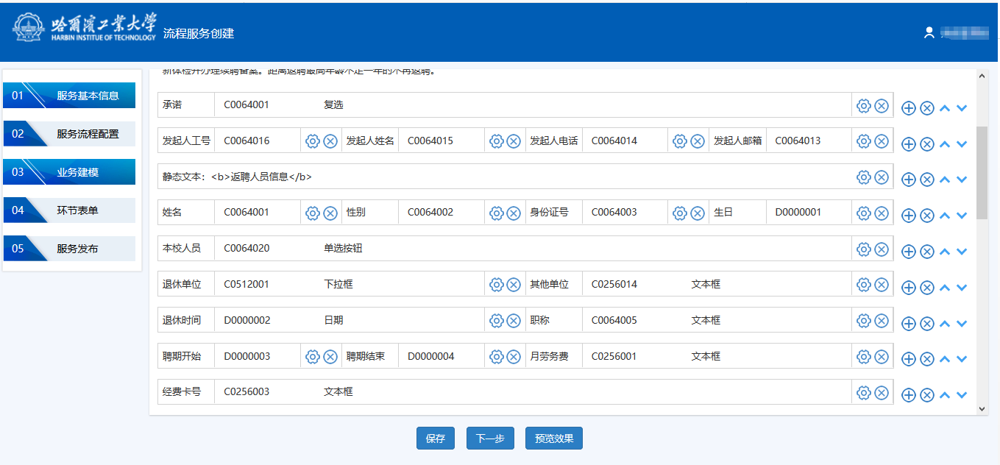 哈爾濱工業大学
HARBIN INSTITUE OF TECHNOLOGY
流程服务创建
01 服务基本信息
02 服务流程配置
03 业务建模
04 环节表单
05 服务发布
新体检并办理续聘备案。距离返聘最高年龄不足一年的不再返聘。
承诺 C0064001 复选
发起人工号 C0064016 发起人姓名 C0064015 发起人电话 C0064014 发起人邮箱 C0064013
静态文本：<b>返聘人员信息</b>
姓名 C0064001 性别 C0064002 身份证号 C0064003 生日 D0000001
本校人员 C0064020 单选按钮
退休单位 C0512001 下拉框 其他单位 C0256014 文本框
退休时间 D0000002 日期 职称 C0064005 文本框
聘期开始 D0000003 聘期结束 D0000004 月劳务费 C0256001 文本框
经费卡号 C0256003 文本框
保存 下一步 预览效果